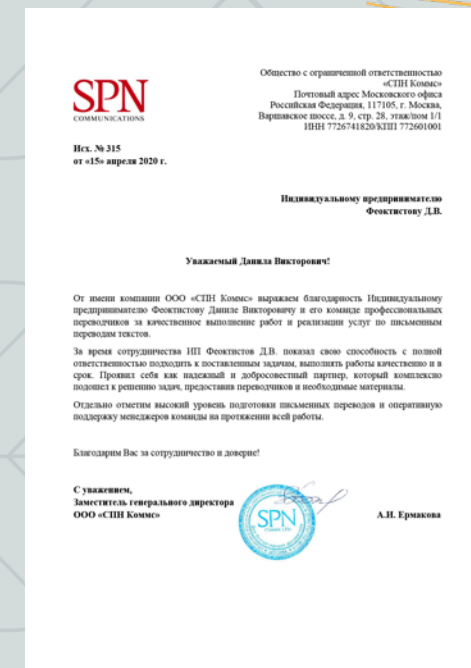 SPN
COMMUNICATIONS
Общество с ограниченной ответственностью
«СПН Коммс»
Почтовый адрес Московского офиса
Российская Федерация, 117105, г. Москва,
Варшавское шоссе, д. 9, стр. 28, этаж/пом 1/1
ИНН 7726741820/КПП 772601001
Исх. № 315
от «15» апреля 2020 г.
Индивидуальному предпринимателю
Феоктистову Д.В.
Уважаемый Данила Викторович!
От имени компании ООО «СПН Коммс» выражаем благодарность Индивидуальному
предпринимателю Феоктистову Даниле Викторовичу и его команде профессиональных
переводчиков за качественное выполнение работ и реализации услуг по письменным
переводам текстов.
За время сотрудничества ИП Феоктистов Д.В. показал свою способность с полной
ответственностью подходить к поставленным задачам, выполнять работы качественно и в
срок. Проявил себя как надежный и добросовестный партнер, который комплексно
подошел к решению задач, предоставив переводчиков и необходимые материалы.
Отдельно отметим высокий уровень подготовки письменных переводов и оперативную
поддержку менеджеров команды на протяжении всей работы.
Благодарим Вас за сотрудничество и доверие!
С уважением,
Заместитель генерального директора
ООО «СПН Коммс»
SPN
А.И. Ермакова